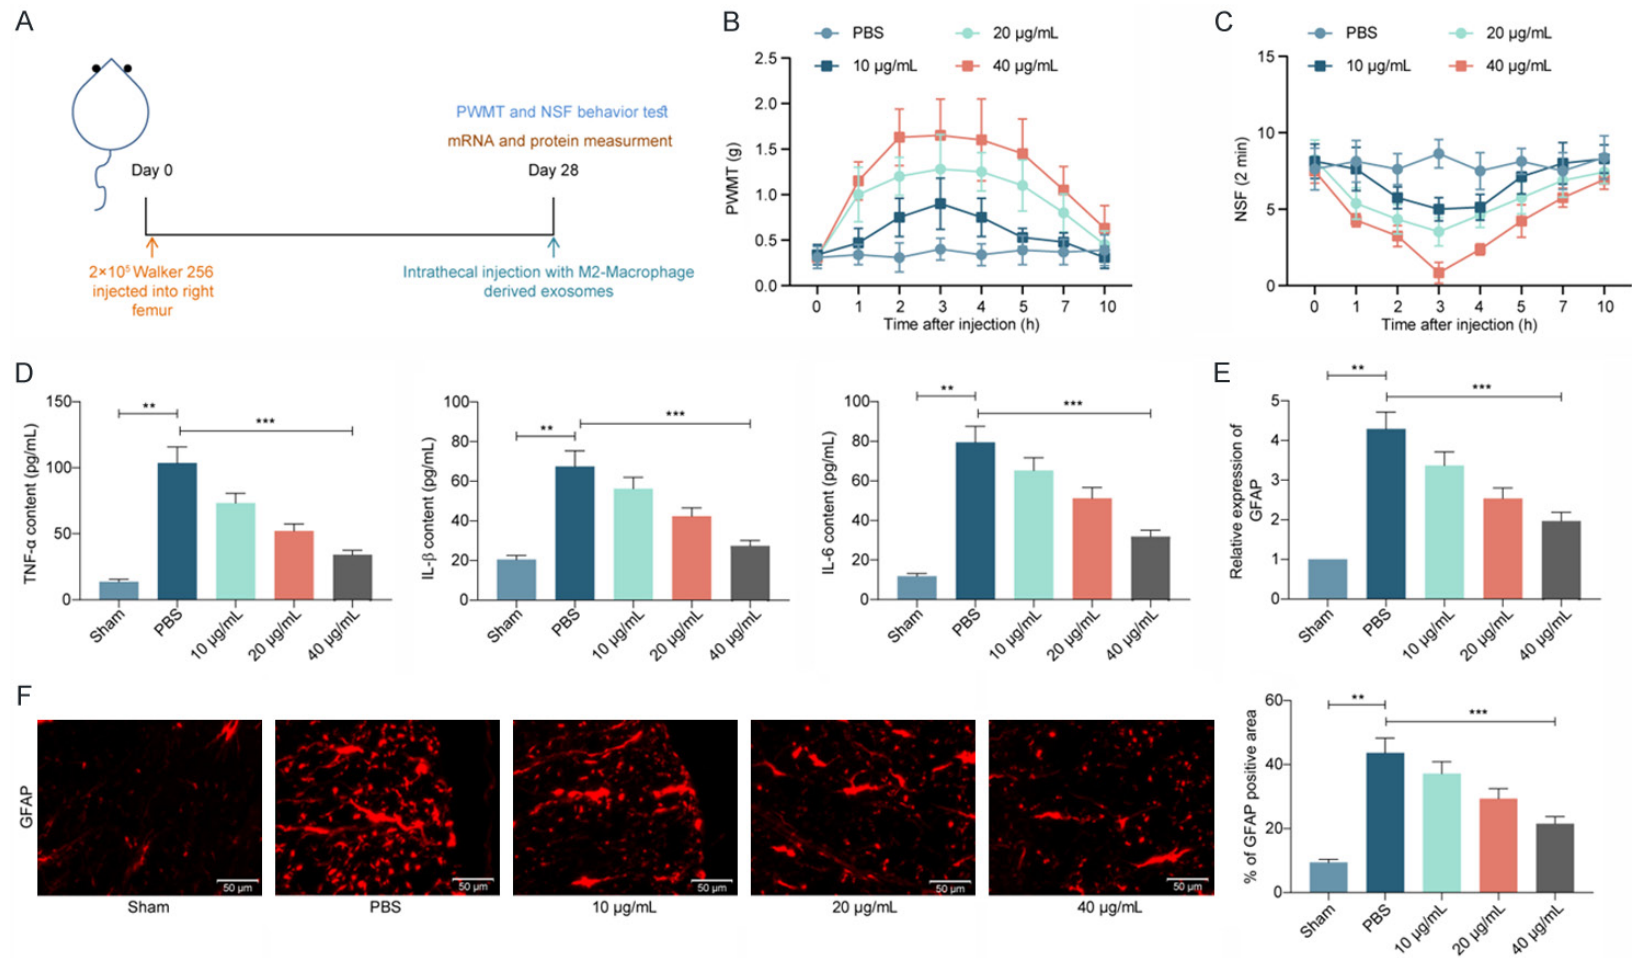 A
Day 0
PWMT and NSF behavior test
mRNA and protein measurment
Day 28
2×10⁵ Walker 256
injected into right
femur
Intrathecal injection with M2-Macrophage
derived exosomes
B
PBS
20 μg/mL
10 μg/mL
40 μg/mL
PWMT (g)
2.5
2.0
1.5
1.0
0.5
0.0
0 1 2 3 4 5 7 10
Time after injection (h)
C
PBS
20 μg/mL
10 μg/mL
40 μg/mL
NSF (2 min)
15
10
5
0
0 1 2 3 4 5 7 10
Time after injection (h)
D
TNF-α content (pg/mL)
150
100
50
0
**
***
Sham
PBS
10 μg/mL
20 μg/mL
40 μg/mL
IL-β content (pg/mL)
100
80
60
40
20
0
**
***
Sham
PBS
10 μg/mL
20 μg/mL
40 μg/mL
IL-6 content (pg/mL)
100
80
60
40
20
0
**
***
Sham
PBS
10 μg/mL
20 μg/mL
40 μg/mL
E
Relative expression of
GFAP
5
4
3
2
1
0
**
***
Sham
PBS
10 μg/mL
20 μg/mL
40 μg/mL
F
GFAP
50 μm
50 μm
50 μm
50 μm
50 μm
Sham
PBS
10 μg/mL
20 μg/mL
40 μg/mL
% of GFAP positive area
60
40
20
0
**
***
Sham
PBS
10 μg/mL
20 μg/mL
40 μg/mL